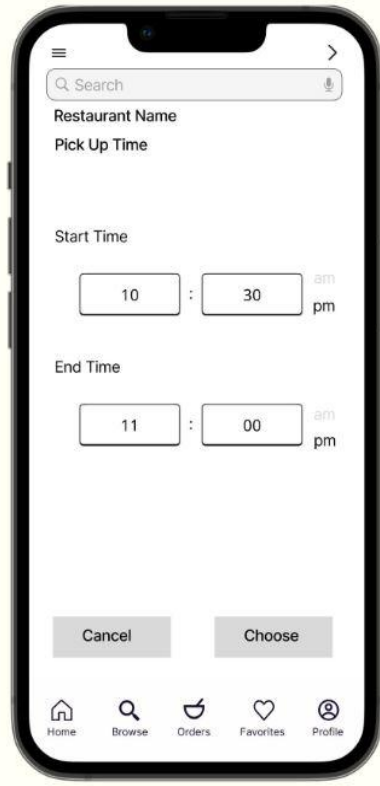 Search
Restaurant Name
Pick Up Time
Start Time
am
10 : 30
pm
End Time
am
11 : 00
pm
Cancel Choose
Home Browse Orders Favorites Profile